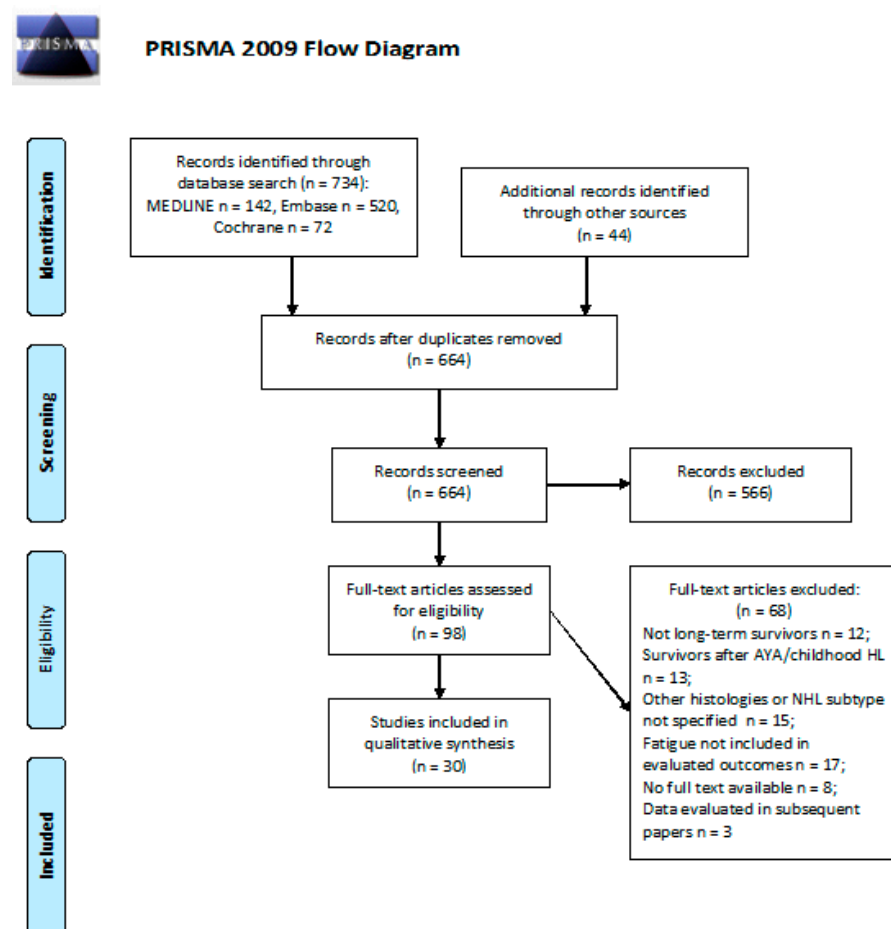 PRISMA
PRISMA 2009 Flow Diagram
Identification
Records identified through
database search (n = 734):
MEDLINE n = 142, Embase n = 520,
Cochrane n = 72
Additional records identified
through other sources
(n = 44)
Records after duplicates removed
(n = 664)
Screening
Records screened
(n = 664)
Records excluded
(n = 566)
Eligibility
Full-text articles assessed
for eligibility
(n = 98)
Full-text articles excluded:
(n = 68)
Not long-term survivors n = 12;
Survivors after AYA/childhood HL
n = 13;
Other histologies or NHL subtype
not specified n = 15;
Fatigue not included in
evaluated outcomes n = 17;
No full text available n = 8;
Data evaluated in subsequent
papers n = 3
Included
Studies included in
qualitative synthesis
(n = 30)